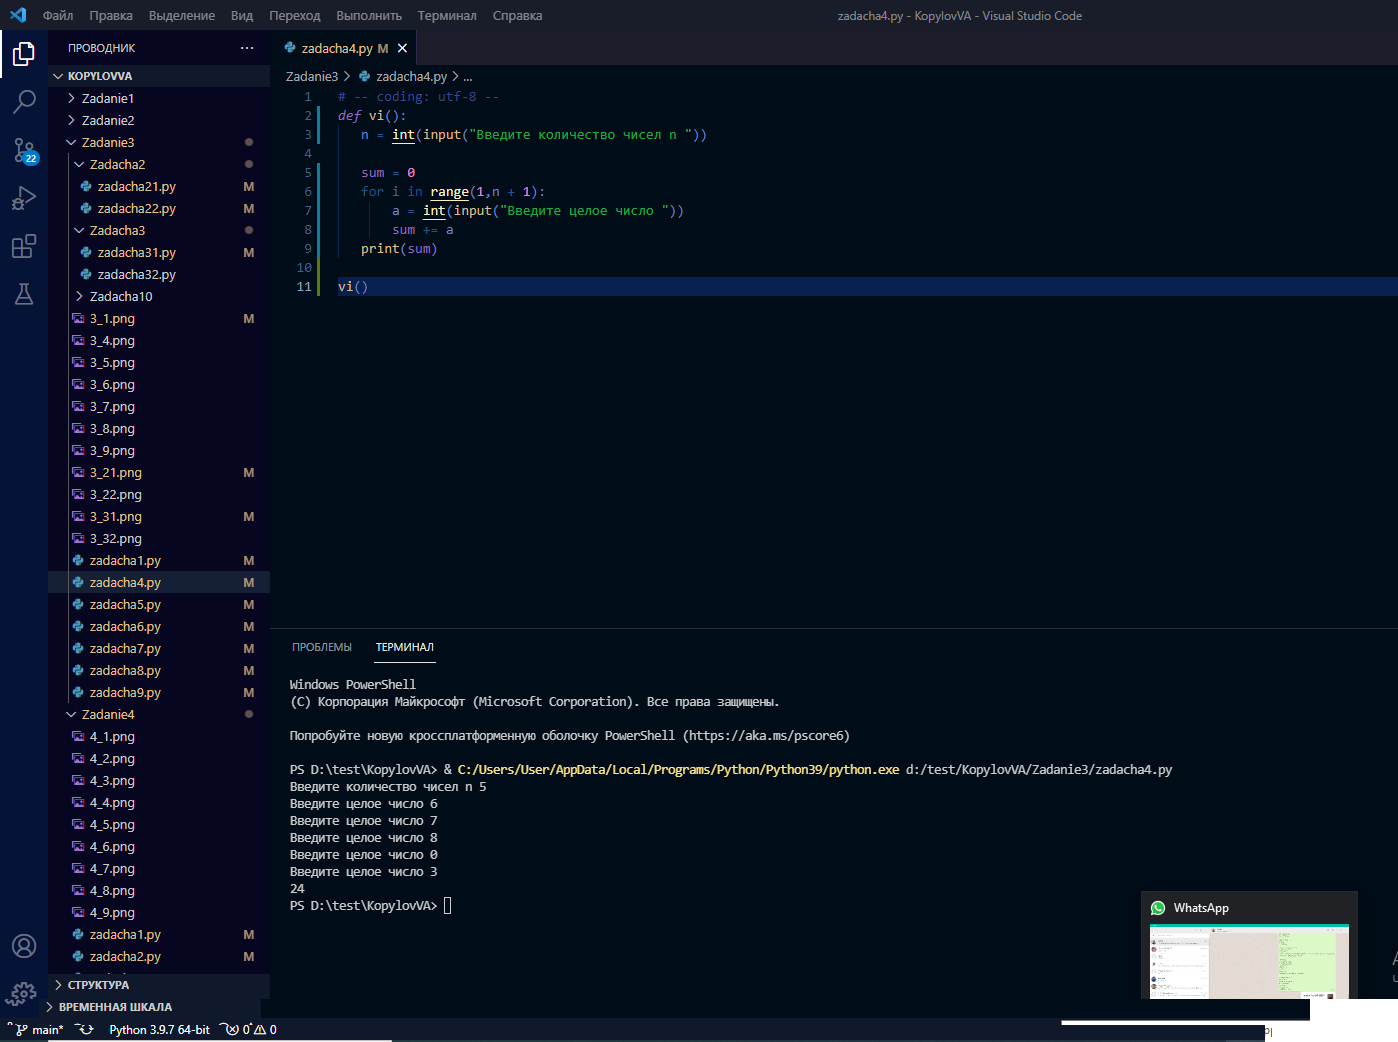 Файл Правка Выделение Вид Переход Выполнить Терминал Справка
zadacha4.py - KopylovVA - Visual Studio Code
ПРОВОДНИК ...
KOPYLOVVA
Zadanie1
Zadanie2
Zadanie3
Zadacha2
zadacha21.py M
zadacha22.py M
Zadacha3
zadacha31.py M
zadacha32.py
Zadacha10
3_1.png M
3_4.png
3_5.png
3_6.png
3_7.png
3_8.png
3_9.png
3_21.png M
3_22.png
3_31.png M
3_32.png
zadacha1.py M
zadacha4.py M
zadacha5.py M
zadacha6.py M
zadacha7.py M
zadacha8.py M
zadacha9.py M
Zadanie4
4_1.png
4_2.png
4_3.png
4_4.png
4_5.png
4_6.png
4_7.png
4_8.png
4_9.png
zadacha1.py M
zadacha2.py M
СТРУКТУРА
ВРЕМЕННАЯ ШКАЛА
22
zadacha4.py M
Zadanie3 > zadacha4.py > ...
1 # -- coding: utf-8 --
2 def vi():
3 n = int(input("Введите количество чисел n "))
4
5 sum = 0
6 for i in range(1,n + 1):
7 a = int(input("Введите целое число "))
8 sum += a
9 print(sum)
10
11 vi()
ПРОБЛЕМЫ ТЕРМИНАЛ
Windows PowerShell
(C) Корпорация Майкрософт (Microsoft Corporation). Все права защищены.
Попробуйте новую кроссплатформенную оболочку PowerShell (https://aka.ms/pscore6)
PS D:\test\KopylovVA> & C:/Users/User/AppData/Local/Programs/Python/Python39/python.exe d:/test/KopylovVA/Zadanie3/zadacha4.py
Введите количество чисел n 5
Введите целое число 6
Введите целое число 7
Введите целое число 8
Введите целое число 0
Введите целое число 3
24
PS D:\test\KopylovVA>
WhatsApp
main* Python 3.9.7 64-bit 0 0